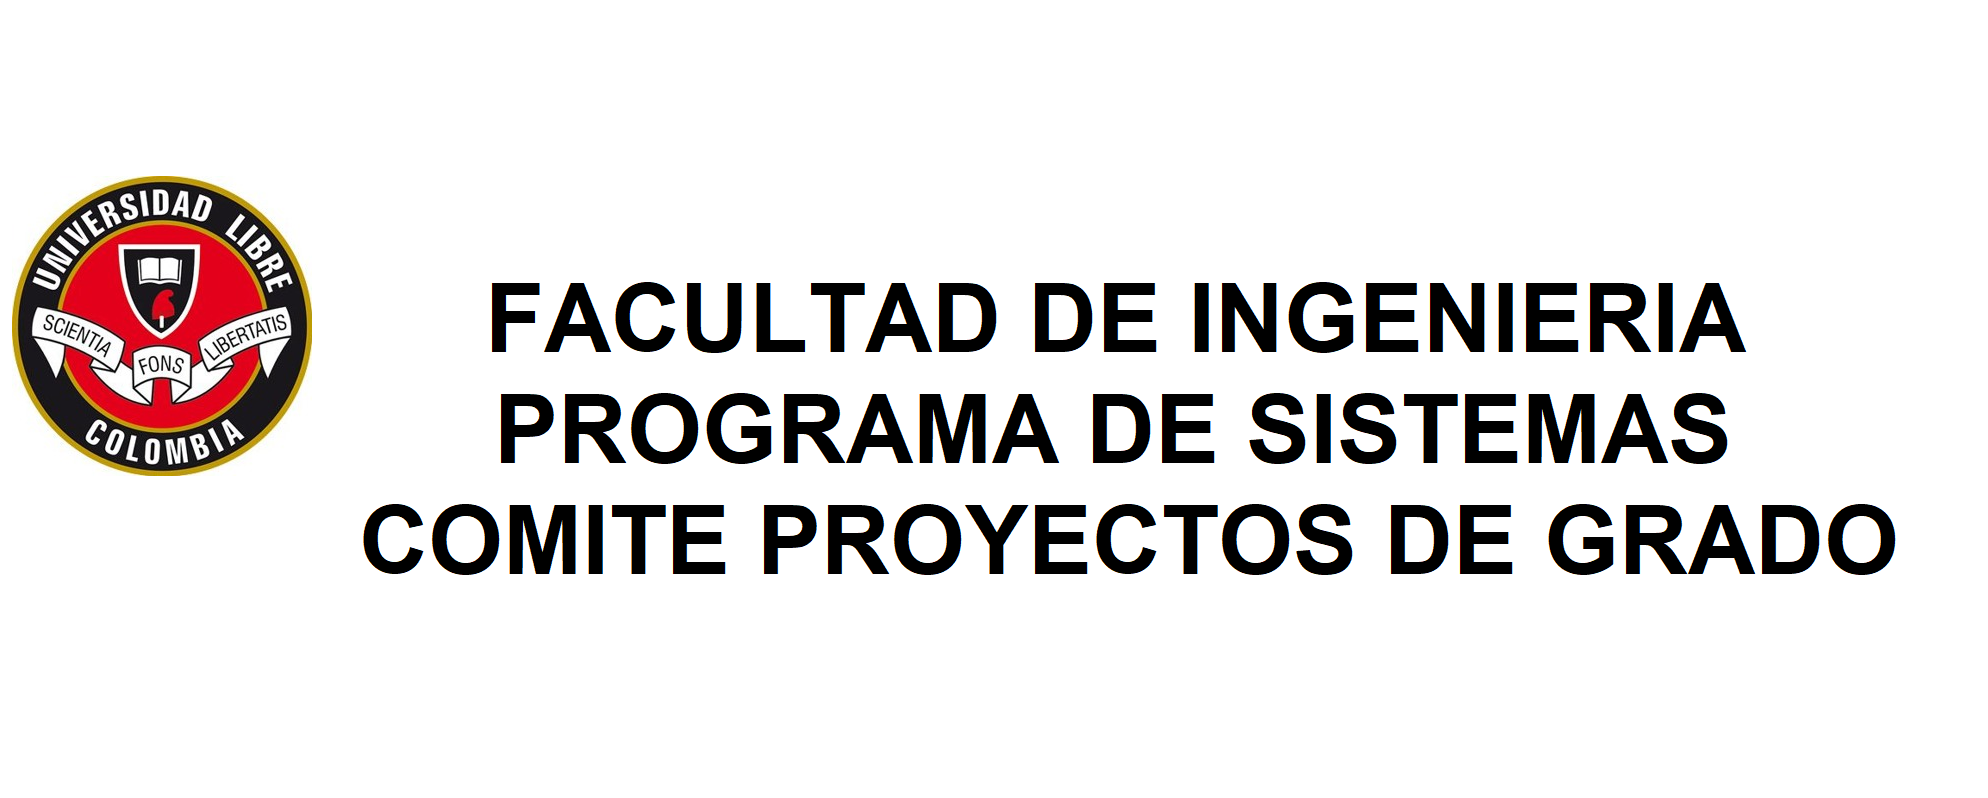 UNIVERSIDAD LIBRE
SCIENTIA FONS LIBERTATIS
COLOMBIA
FACULTAD DE INGENIERIA
PROGRAMA DE SISTEMAS
COMITE PROYECTOS DE GRADO